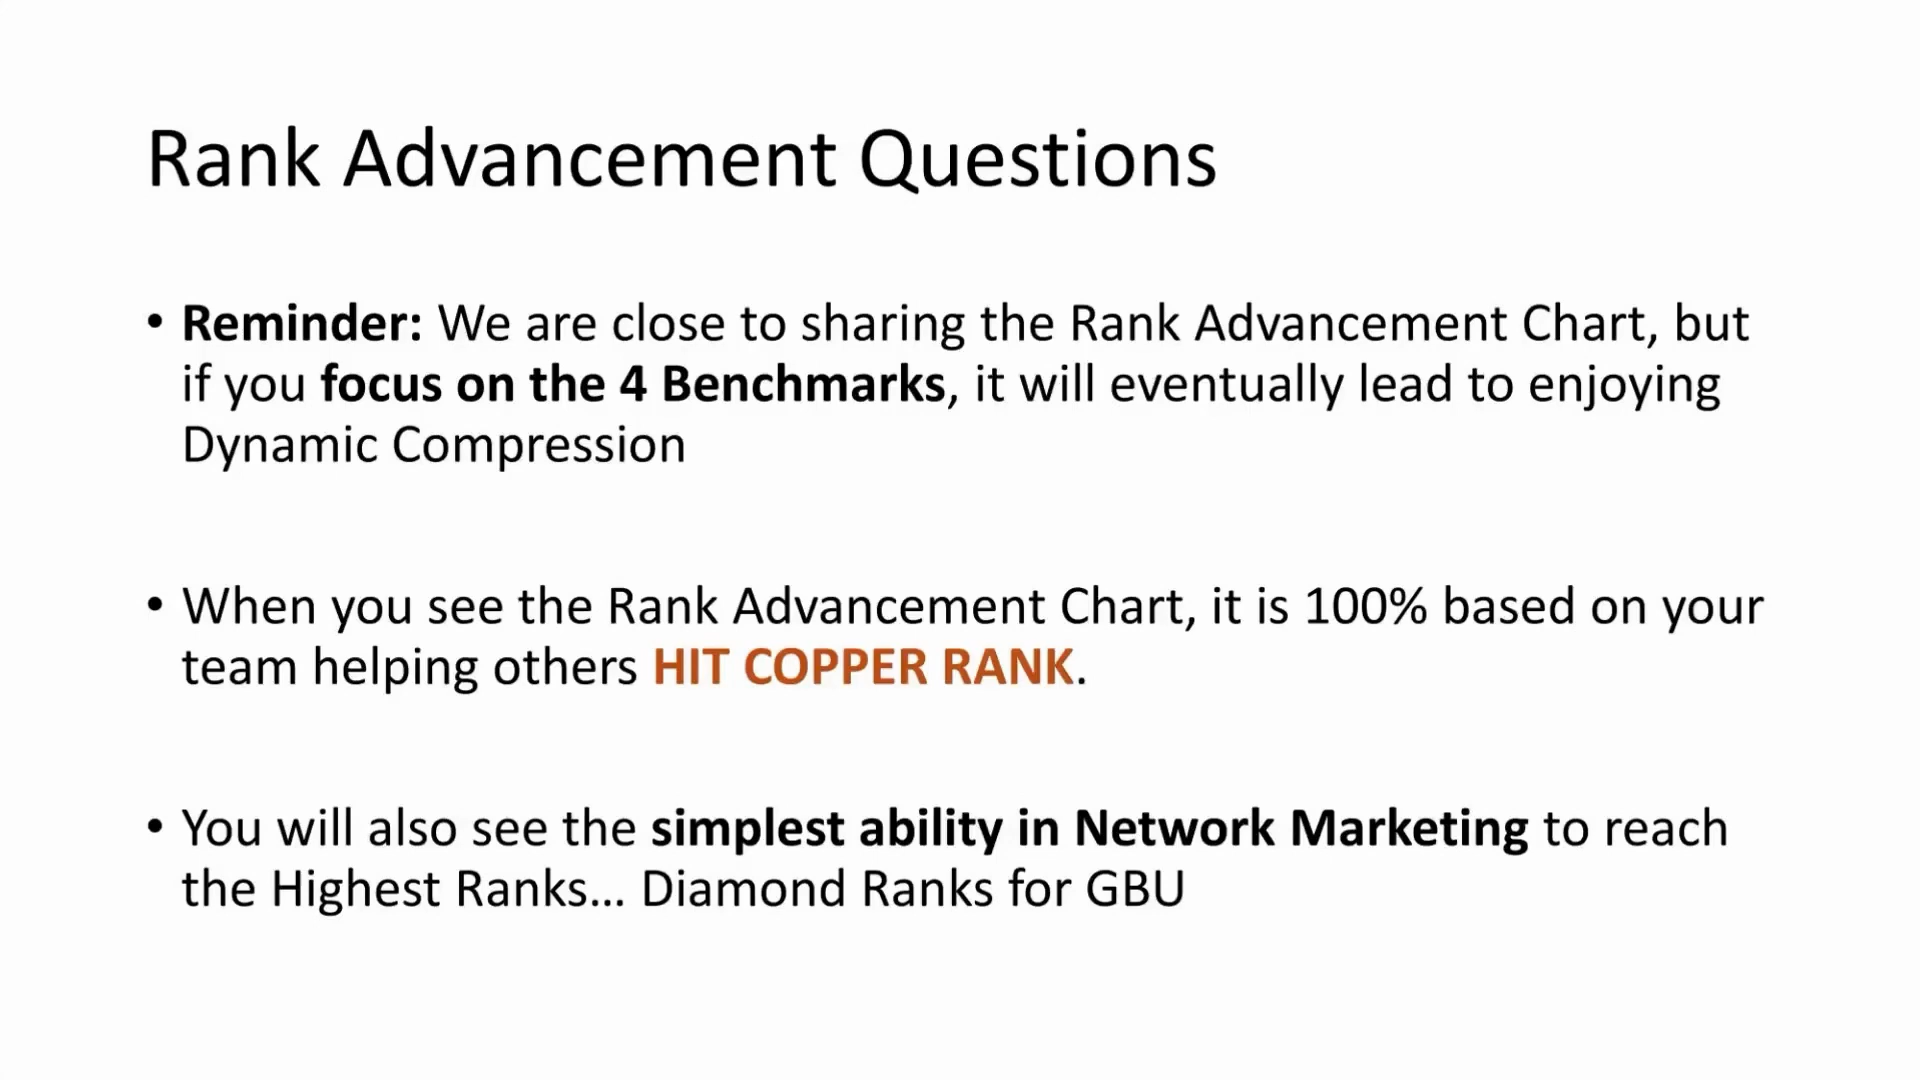 Rank Advancement Questions
• Reminder: We are close to sharing the Rank Advancement Chart, but
if you focus on the 4 Benchmarks, it will eventually lead to enjoying
Dynamic Compression
• When you see the Rank Advancement Chart, it is 100% based on your
team helping others HIT COPPER RANK.
• You will also see the simplest ability in Network Marketing to reach
the Highest Ranks... Diamond Ranks for GBU